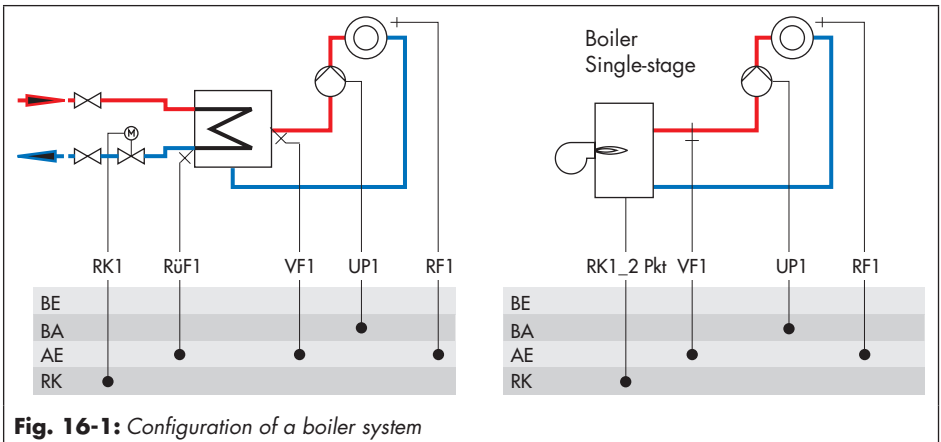 Boiler
Single-stage
M
RK1 RüF1 VF1 UP1 RF1
BE
BA
AE
RK
RK1_2 Pkt VF1 UP1 RF1
BE
BA
AE
RK
Fig. 16-1: Configuration of a boiler system